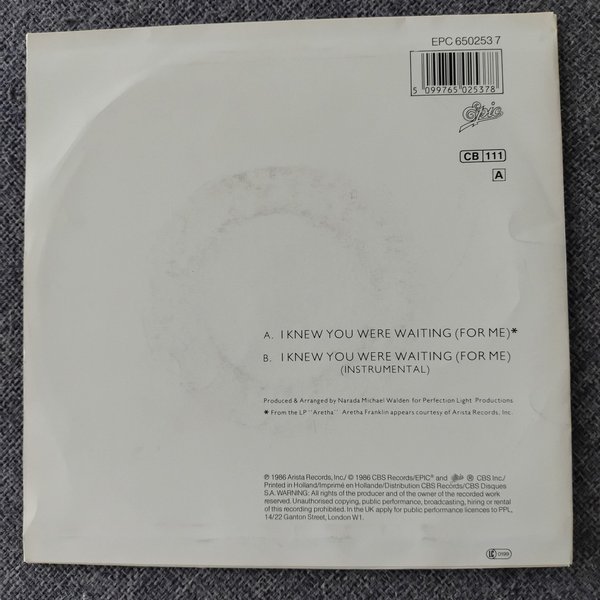 EPC 650253 7
5 099765 025378
Epic
CB 111
A
A. I KNEW YOU WERE WAITING (FOR ME)*
B. I KNEW YOU WERE WAITING (FOR ME)
(INSTRUMENTAL)
Produced & Arranged by Narada Michael Walden for Perfection Light Productions
* From the LP "Aretha" Aretha Franklin appears courtesy of Arista Records, Inc.
℗ 1986 Arista Records, Inc./ © 1986 CBS Records/EPIC® and Epic ® CBS Inc./
Printed in Holland/Imprimé en Hollande/Distribution CBS Records/CBS Disques
S.A. WARNING: All rights of the producer and of the owner of the recorded work
reserved. Unauthorised copying, public performance, broadcasting, hiring or rental
of this recording prohibited. In the UK apply for public performance licences to PPL,
14/22 Ganton Street, London W1.
LC 0199